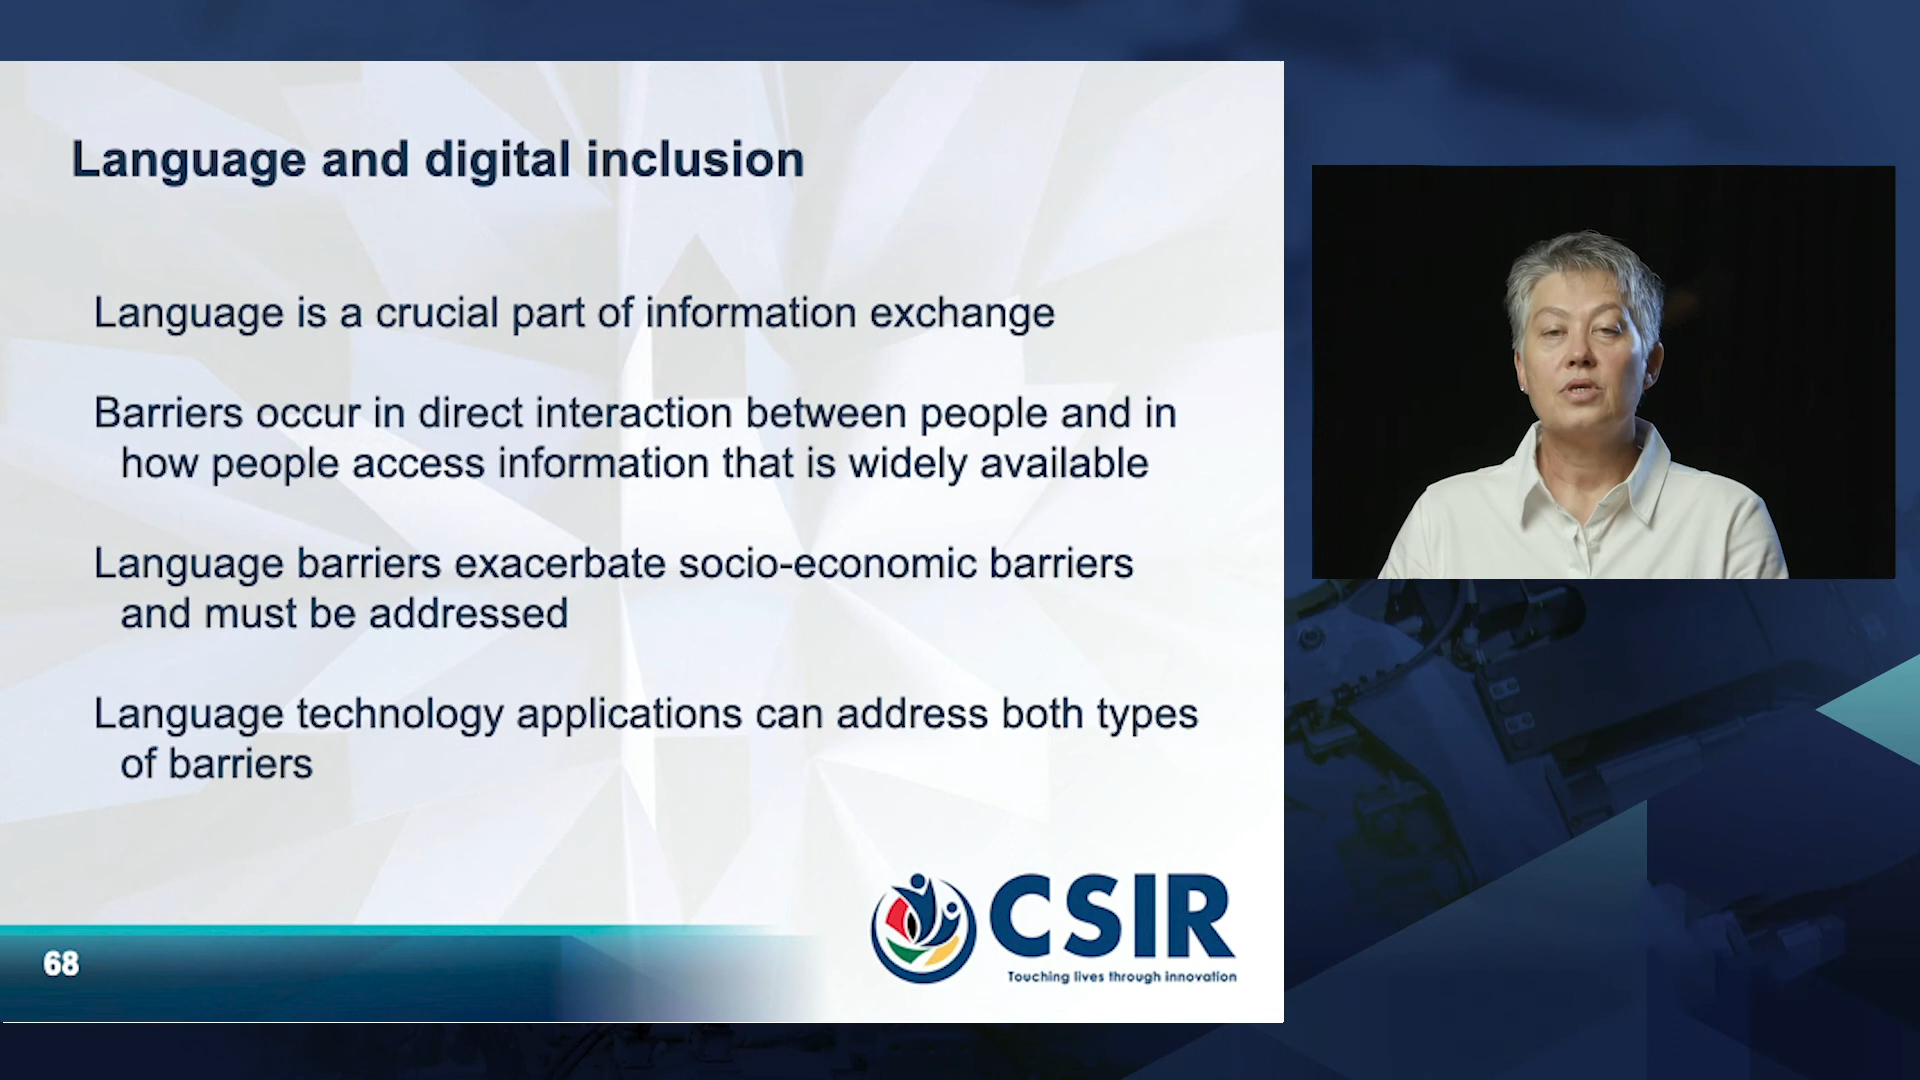 Language and digital inclusion
Language is a crucial part of information exchange
Barriers occur in direct interaction between people and in
how people access information that is widely available
Language barriers exacerbate socio-economic barriers
and must be addressed
Language technology applications can address both types
of barriers
CSIR
Touching lives through innovation
68